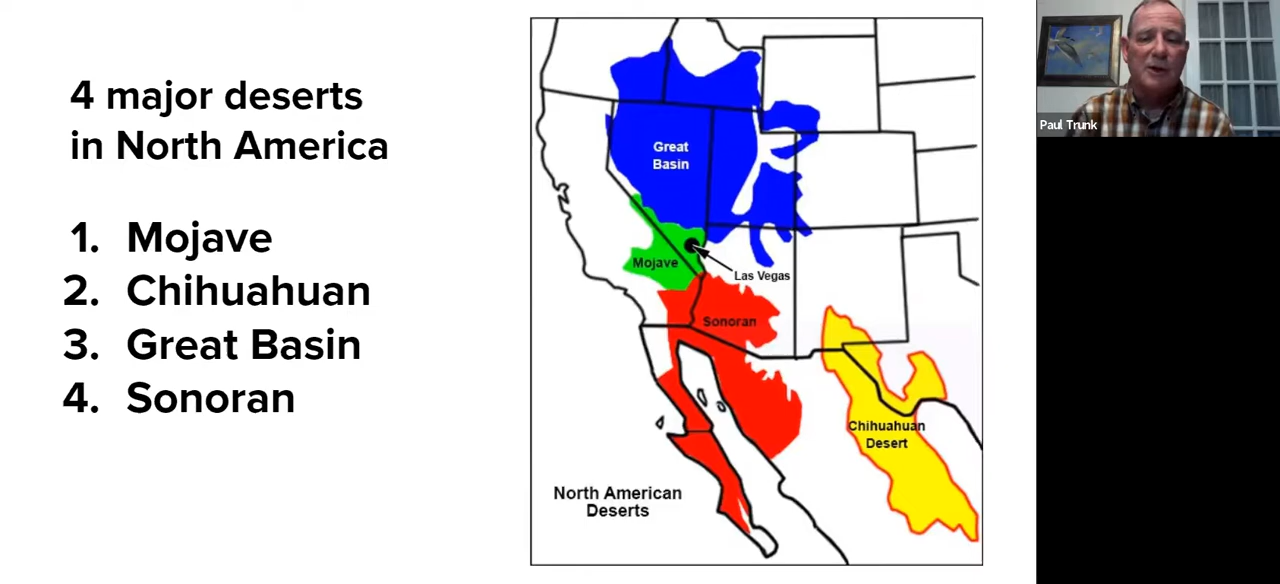 4 major deserts
in North America
1. Mojave
2. Chihuahuan
3. Great Basin
4. Sonoran
Great
Basin
Mojave
Las Vegas
Sonoran
Chihuahuan
Desert
North American
Deserts
Paul Trunk